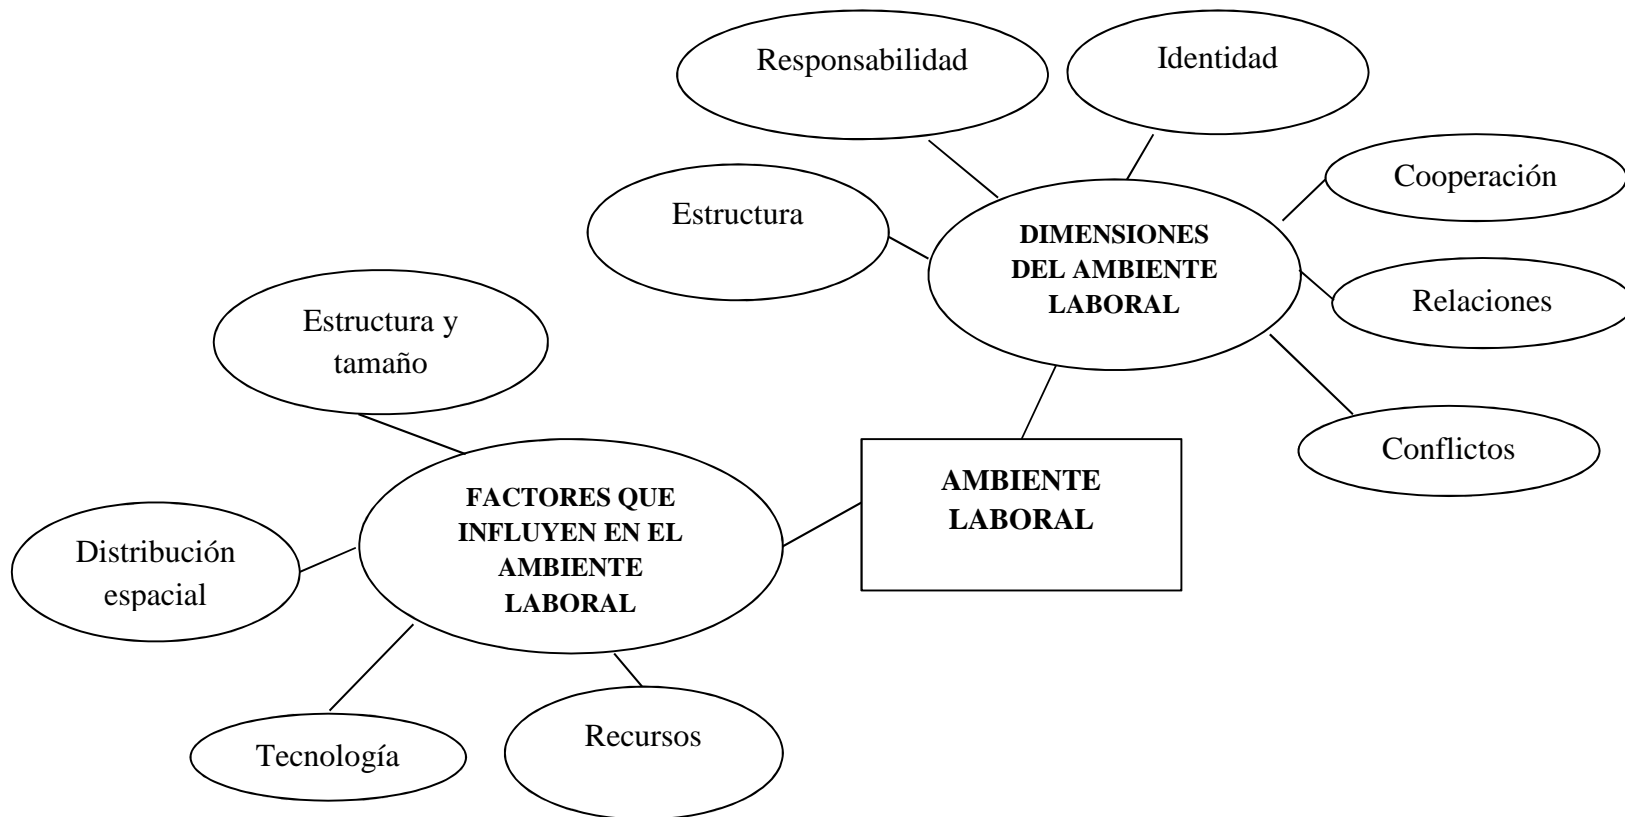 Responsabilidad
Identidad
Cooperación
Estructura
DIMENSIONES
DEL AMBIENTE
LABORAL
Relaciones
Conflictos
Estructura y
tamaño
AMBIENTE
LABORAL
FACTORES QUE
INFLUYEN EN EL
AMBIENTE
LABORAL
Distribución
espacial
Tecnología
Recursos